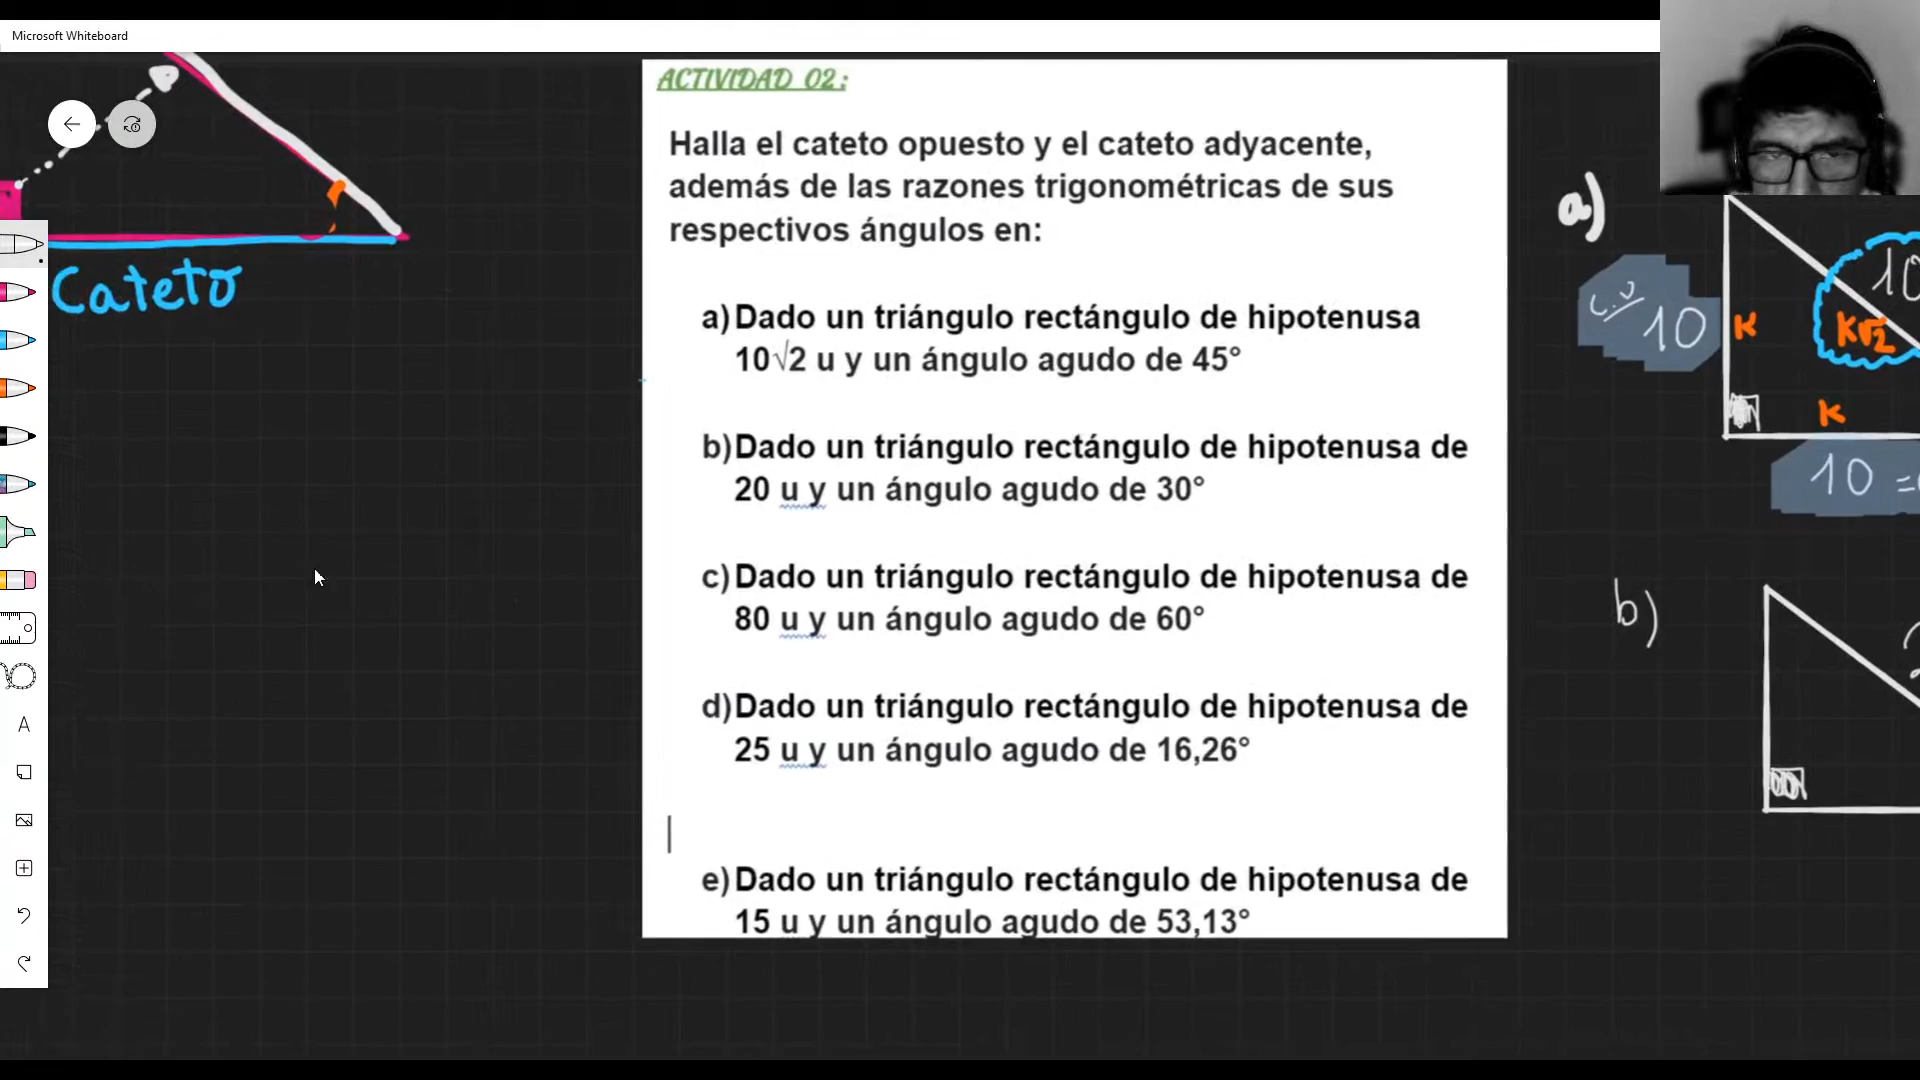 Microsoft Whiteboard
Cateto
ACTIVIDAD 02:
Halla el cateto opuesto y el cateto adyacente,
además de las razones trigonométricas de sus
respectivos ángulos en:
a) Dado un triángulo rectángulo de hipotenusa
10√2 u y un ángulo agudo de 45°
b) Dado un triángulo rectángulo de hipotenusa de
20 u y un ángulo agudo de 30°
c) Dado un triángulo rectángulo de hipotenusa de
80 u y un ángulo agudo de 60°
d) Dado un triángulo rectángulo de hipotenusa de
25 u y un ángulo agudo de 16,26°
e) Dado un triángulo rectángulo de hipotenusa de
15 u y un ángulo agudo de 53,13°
a)
10
10
K
K√2
K
10 =
b)
A